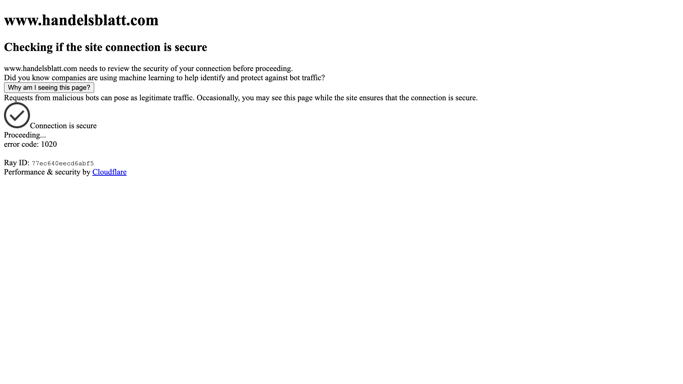 www.handelsblatt.com
Checking if the site connection is secure
www.handelsblatt.com needs to review the security of your connection before proceeding.
Did you know companies are using machine learning to help identify and protect against bot traffic?
Why am I seeing this page?
Requests from malicious bots can pose as legitimate traffic. Occasionally, you may see this page while the site ensures that the connection is secure.
Connection is secure
Proceeding...
error code: 1020
Ray ID: 77ec640eecd6abf5
Performance & security by Cloudflare